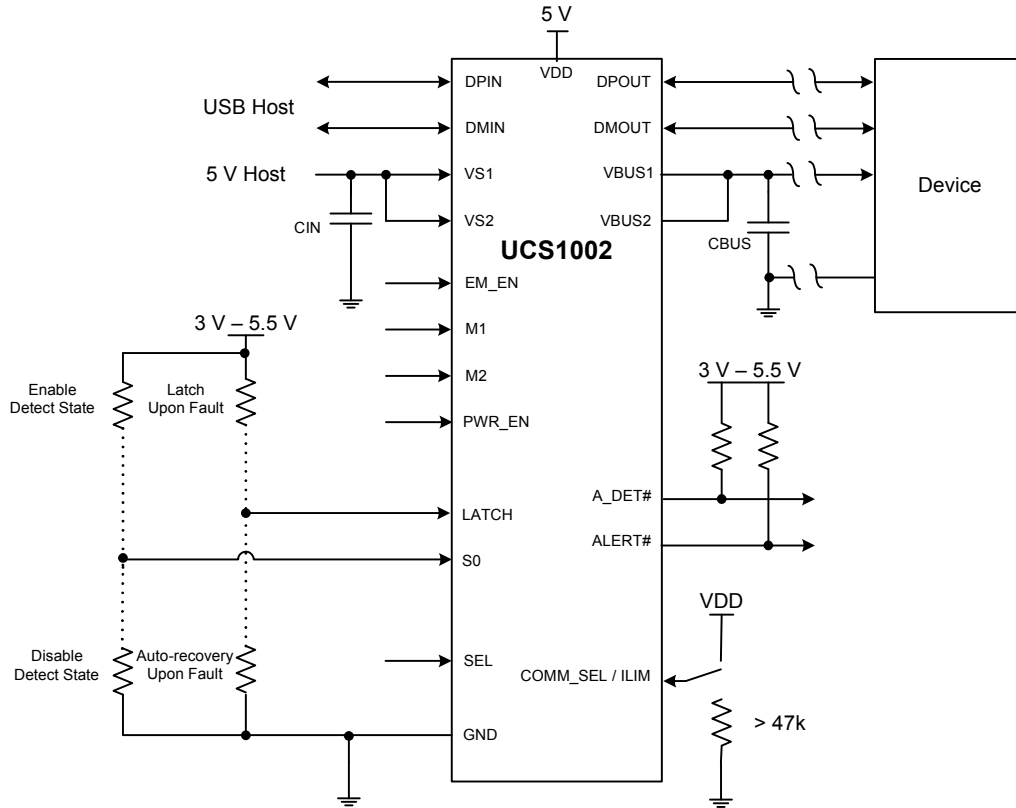 5 V
VDD
DPIN
DPOUT
USB Host
DMIN
DMOUT
5 V Host
VS1
VBUS1
Device
CIN
VS2
VBUS2
CBUS
UCS1002
EM_EN
3 V – 5.5 V
M1
Enable
Detect State
Latch
Upon Fault
M2
3 V – 5.5 V
PWR_EN
A_DET#
LATCH
ALERT#
S0
VDD
Disable
Detect State
Auto-recovery
Upon Fault
SEL
COMM_SEL / ILIM
> 47k
GND